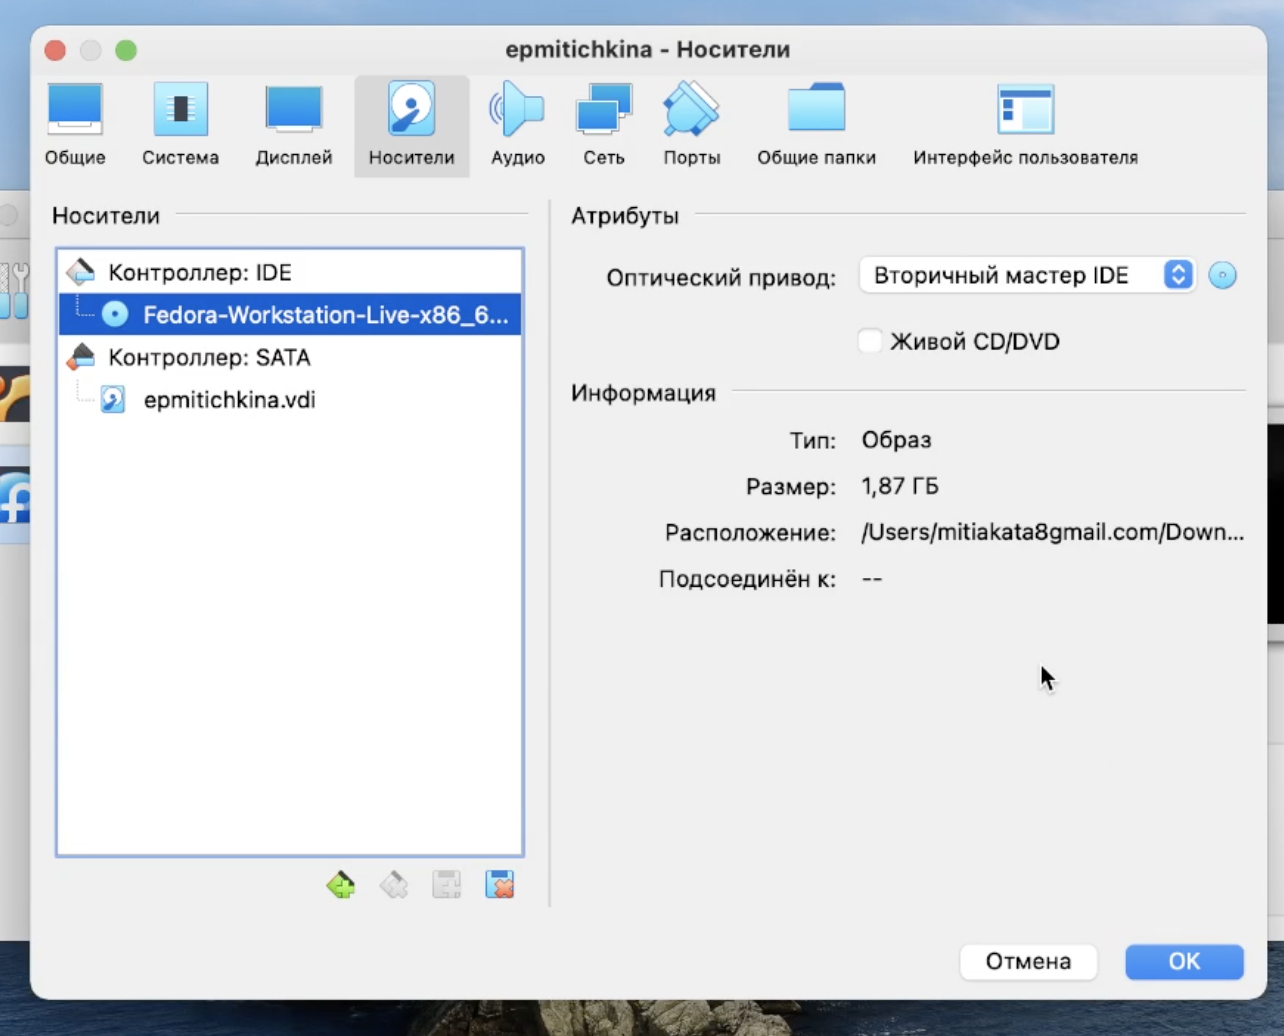 epmitichkina - Носители
Общие
Система
Дисплей
Носители
Аудио
Сеть
Порты
Общие папки
Интерфейс пользователя
Носители
Контроллер: IDE
Fedora-Workstation-Live-x86_6...
Контроллер: SATA
epmitichkina.vdi
Атрибуты
Оптический привод: Вторичный мастер IDE
Живой CD/DVD
Информация
Тип: Образ
Размер: 1,87 ГБ
Расположение: /Users/mitiakata8gmail.com/Down...
Подсоединён к: --
Отмена
OK